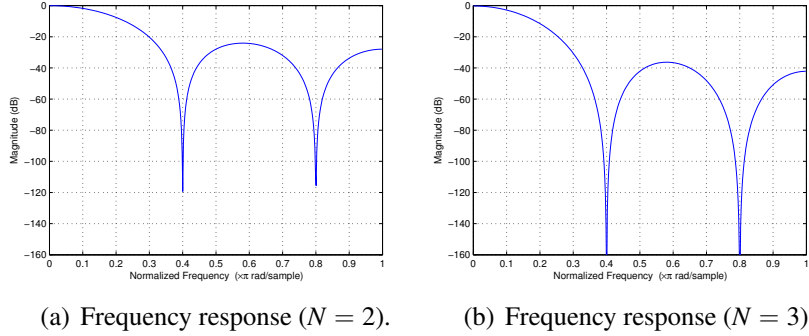 0
−20
−40
−60
−80
−100
−120
−140
−160
Magnitude (dB)
0 0.1 0.2 0.3 0.4 0.5 0.6 0.7 0.8 0.9 1
Normalized Frequency (×π rad/sample)
(a) Frequency response (N = 2).
0
−20
−40
−60
−80
−100
−120
−140
−160
Magnitude (dB)
0 0.1 0.2 0.3 0.4 0.5 0.6 0.7 0.8 0.9 1
Normalized Frequency (×π rad/sample)
(b) Frequency response (N = 3)